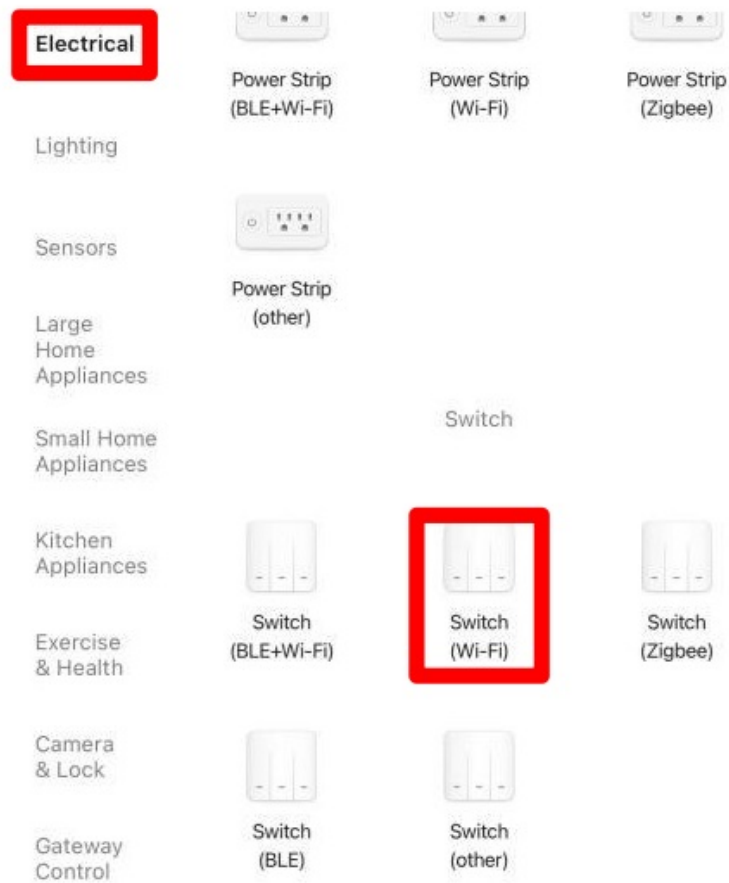 Electrical
Lighting
Sensors
Large
Home
Appliances
Small Home
Appliances
Kitchen
Appliances
Exercise
& Health
Camera
& Lock
Gateway
Control
Power Strip
(BLE+Wi-Fi)
Power Strip
(Wi-Fi)
Power Strip
(Zigbee)
Power Strip
(other)
Switch
Switch
(BLE+Wi-Fi)
Switch
(Wi-Fi)
Switch
(Zigbee)
Switch
(BLE)
Switch
(other)